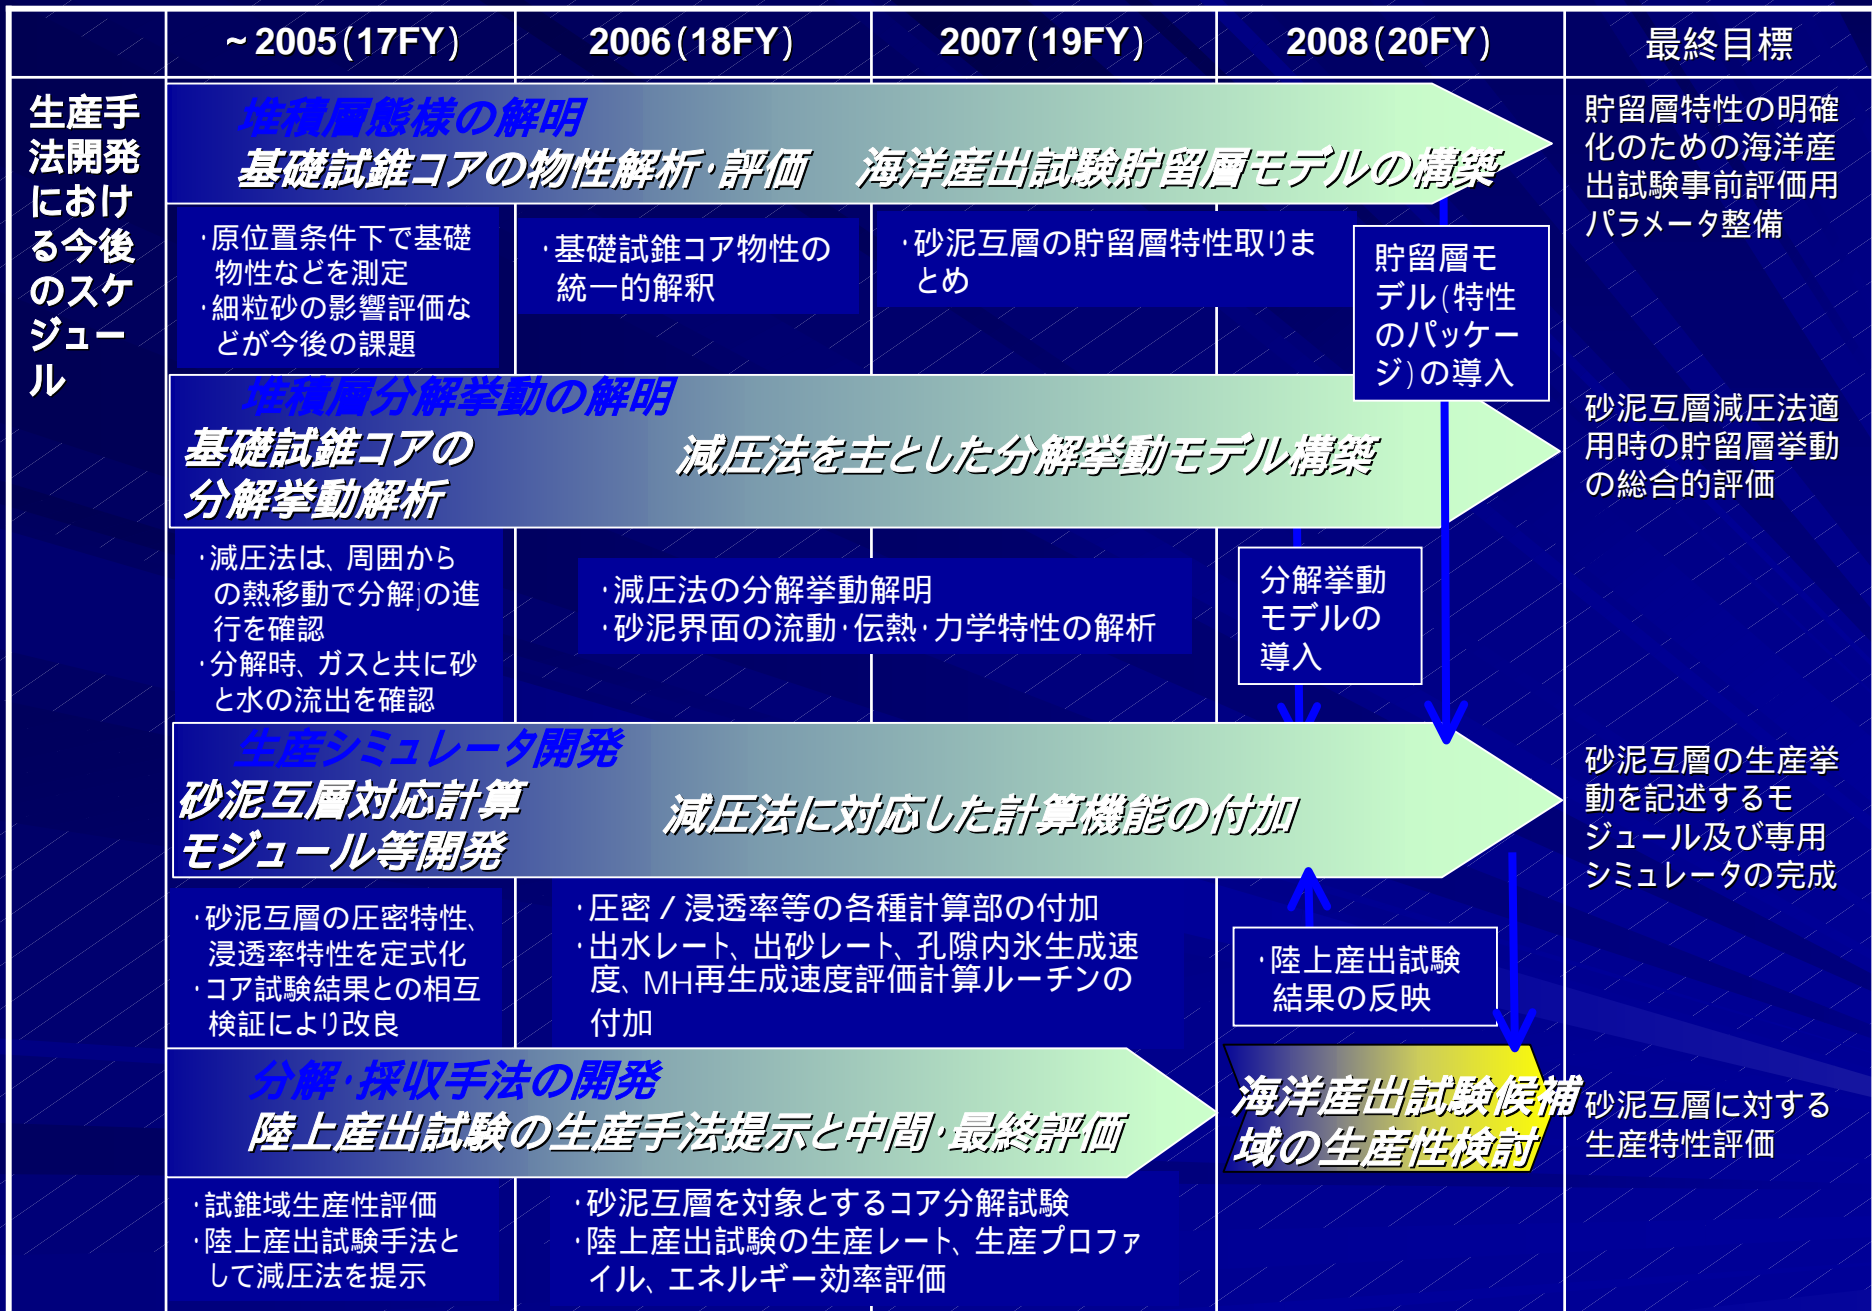 ~2005(17FY)
2006(18FY)
2007(19FY)
2008(20FY)
最終目標
生産手
法開発
におけ
る今後
のスケ
ジュー
ル
堆積層態様の解明
基礎試錐コアの物性解析・評価
海洋産出試験貯留層モデルの構築
貯留層特性の明確
化のための海洋産
出試験事前評価用
パラメータ整備
・原位置条件下で基礎
物性などを測定
・細粒砂の影響評価な
どが今後の課題
・基礎試錐コア物性の
統一的解釈
・砂泥互層の貯留層特性取りま
とめ
貯留層モ
デル(特性
のパッケー
ジ)の導入
堆積層分解挙動の解明
基礎試錐コアの
分解挙動解析
減圧法を主とした分解挙動モデル構築
砂泥互層減圧法適
用時の貯留層挙動
の総合的評価
・減圧法は、周囲から
の熱移動で分解jの進
行を確認
・分解時、ガスと共に砂
と水の流出を確認
・減圧法の分解挙動解明
・砂泥界面の流動・伝熱・力学特性の解析
分解挙動
モデルの
導入
生産シミュレータ開発
砂泥互層対応計算
モジュール等開発
減圧法に対応した計算機能の付加
砂泥互層の生産挙
動を記述するモ
ジュール及び専用
シミュレータの完成
・砂泥互層の圧密特性、
浸透率特性を定式化
・コア試験結果との相互
検証により改良
・圧密/浸透率等の各種計算部の付加
・出水レート、出砂レート、孔隙内氷生成速
度、MH再生成速度評価計算ルーチンの
付加
・陸上産出試験
結果の反映
分解・採収手法の開発
陸上産出試験の生産手法提示と中間・最終評価
海洋産出試験候補
域の生産性検討
砂泥互層に対する
生産特性評価
・試錐域生産性評価
・陸上産出試験手法と
して減圧法を提示
・砂泥互層を対象とするコア分解試験
・陸上産出試験の生産レート、生産プロファ
イル、エネルギー効率評価